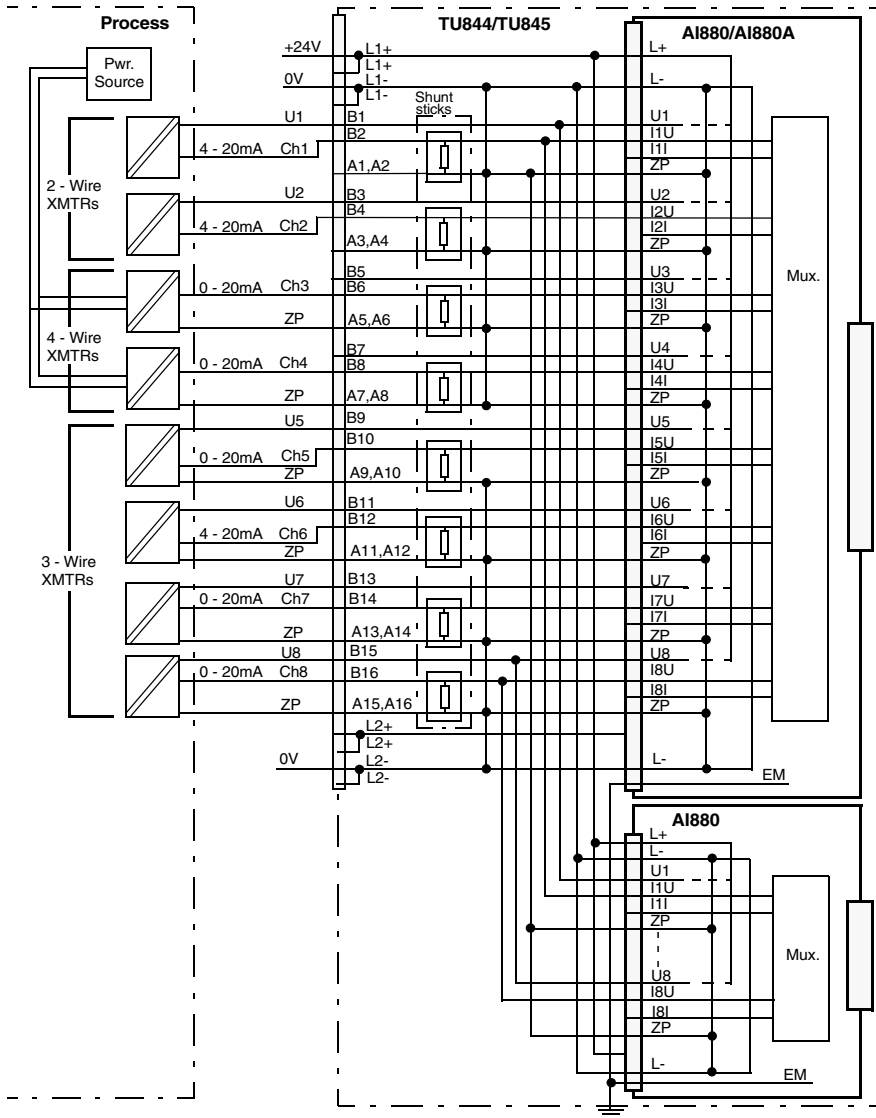 Process
TU844/TU845
AI880/AI880A
Pwr.
Source
+24V
L1+
L1+
L+
0V
L1-
L1-
L-
Shunt
sticks
U1
B1
U1
B2
I1U
4 - 20mA
Ch1
I1I
A1,A2
ZP
2 - Wire
XMTRs
U2
B3
U2
B4
I2U
4 - 20mA
Ch2
I2I
A3,A4
ZP
Mux.
B5
U3
0 - 20mA
Ch3
B6
I3U
I3I
ZP
A5,A6
ZP
4 - Wire
XMTRs
B7
U4
0 - 20mA
Ch4
B8
I4U
I4I
ZP
A7,A8
ZP
U5
B9
U5
B10
I5U
0 - 20mA
Ch5
I5I
ZP
A9,A10
ZP
U6
B11
U6
B12
I6U
4 - 20mA
Ch6
I6I
ZP
A11,A12
ZP
3 - Wire
XMTRs
U7
B13
U7
0 - 20mA
Ch7
B14
I7U
I7I
ZP
A13,A14
ZP
U8
B15
U8
0 - 20mA
Ch8
B16
I8U
I8I
ZP
A15,A16
ZP
L2+
L2+
0V
L2-
L2-
L-
EM
AI880
L+
L-
U1
I1U
I1I
ZP
Mux.
U8
I8U
I8I
ZP
L-
EM